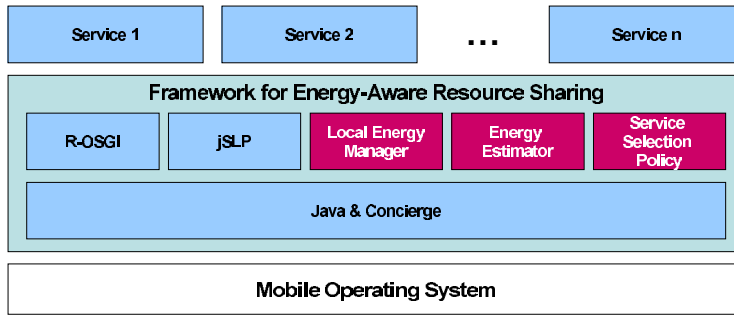 Service 1
Service 2
...
Service n
Framework for Energy-Aware Resource Sharing
R-OSGI
jSLP
Local Energy
Manager
Energy
Estimator
Service
Selection
Policy
Java & Concierge
Mobile Operating System